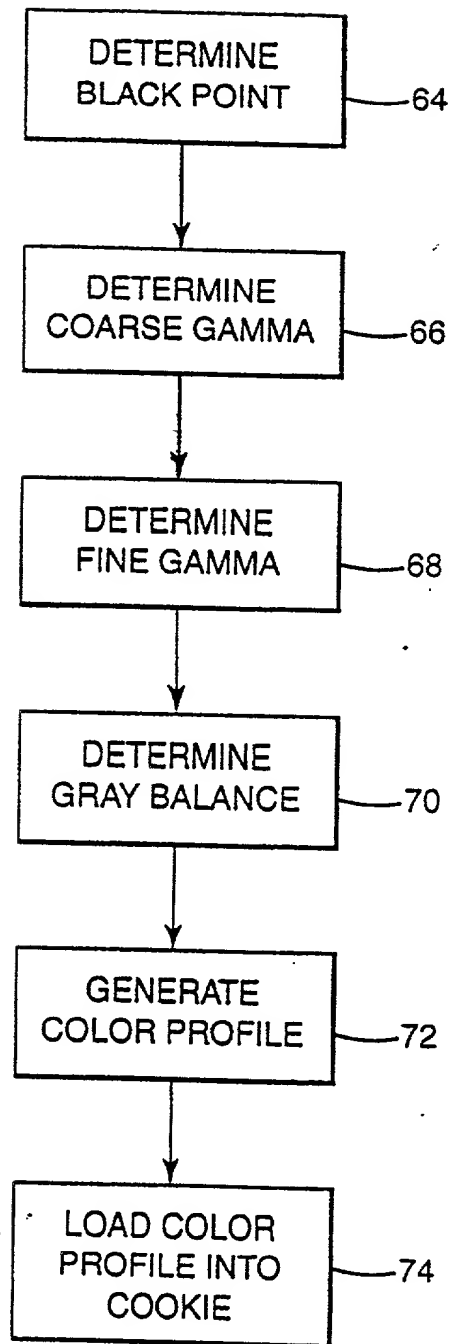 DETERMINE
BLACK POINT
64
DETERMINE
COARSE GAMMA
66
DETERMINE
FINE GAMMA
68
DETERMINE
GRAY BALANCE
70
GENERATE
COLOR PROFILE
72
LOAD COLOR
PROFILE INTO
COOKIE
74